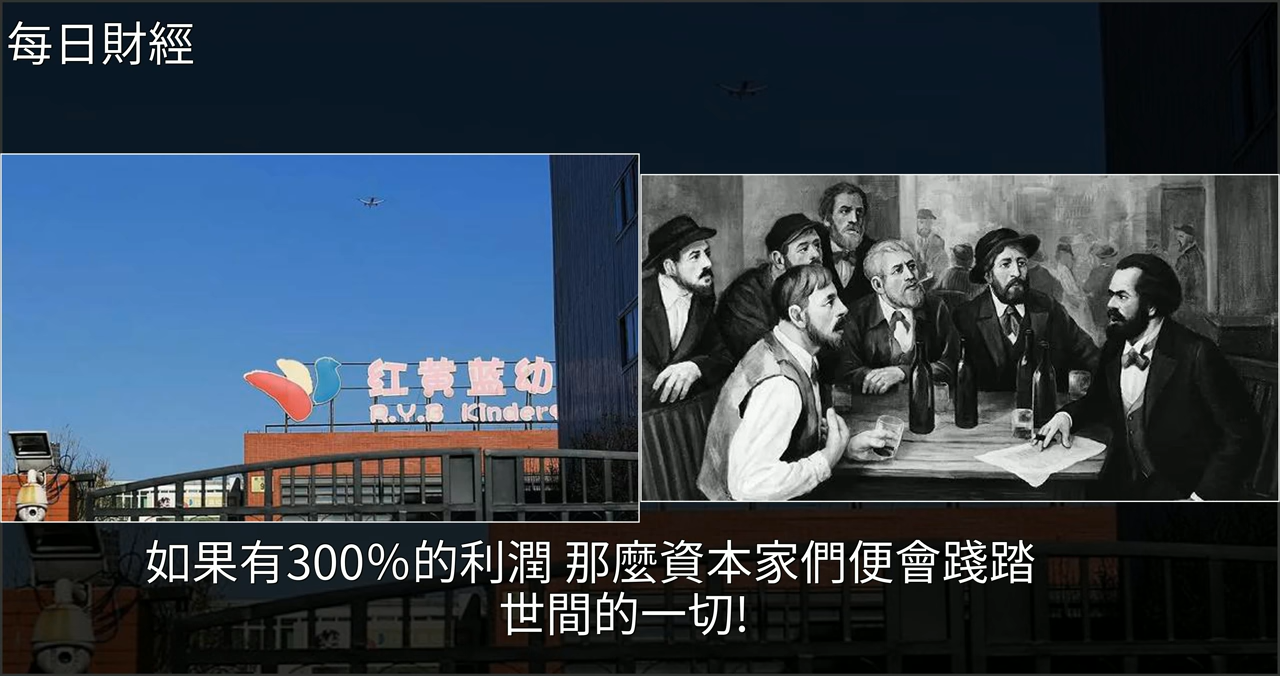 每日財經
红黄蓝幼
R.Y.B Kinder
如果有300%的利潤 那麼資本家們便會踐踏
世間的一切!